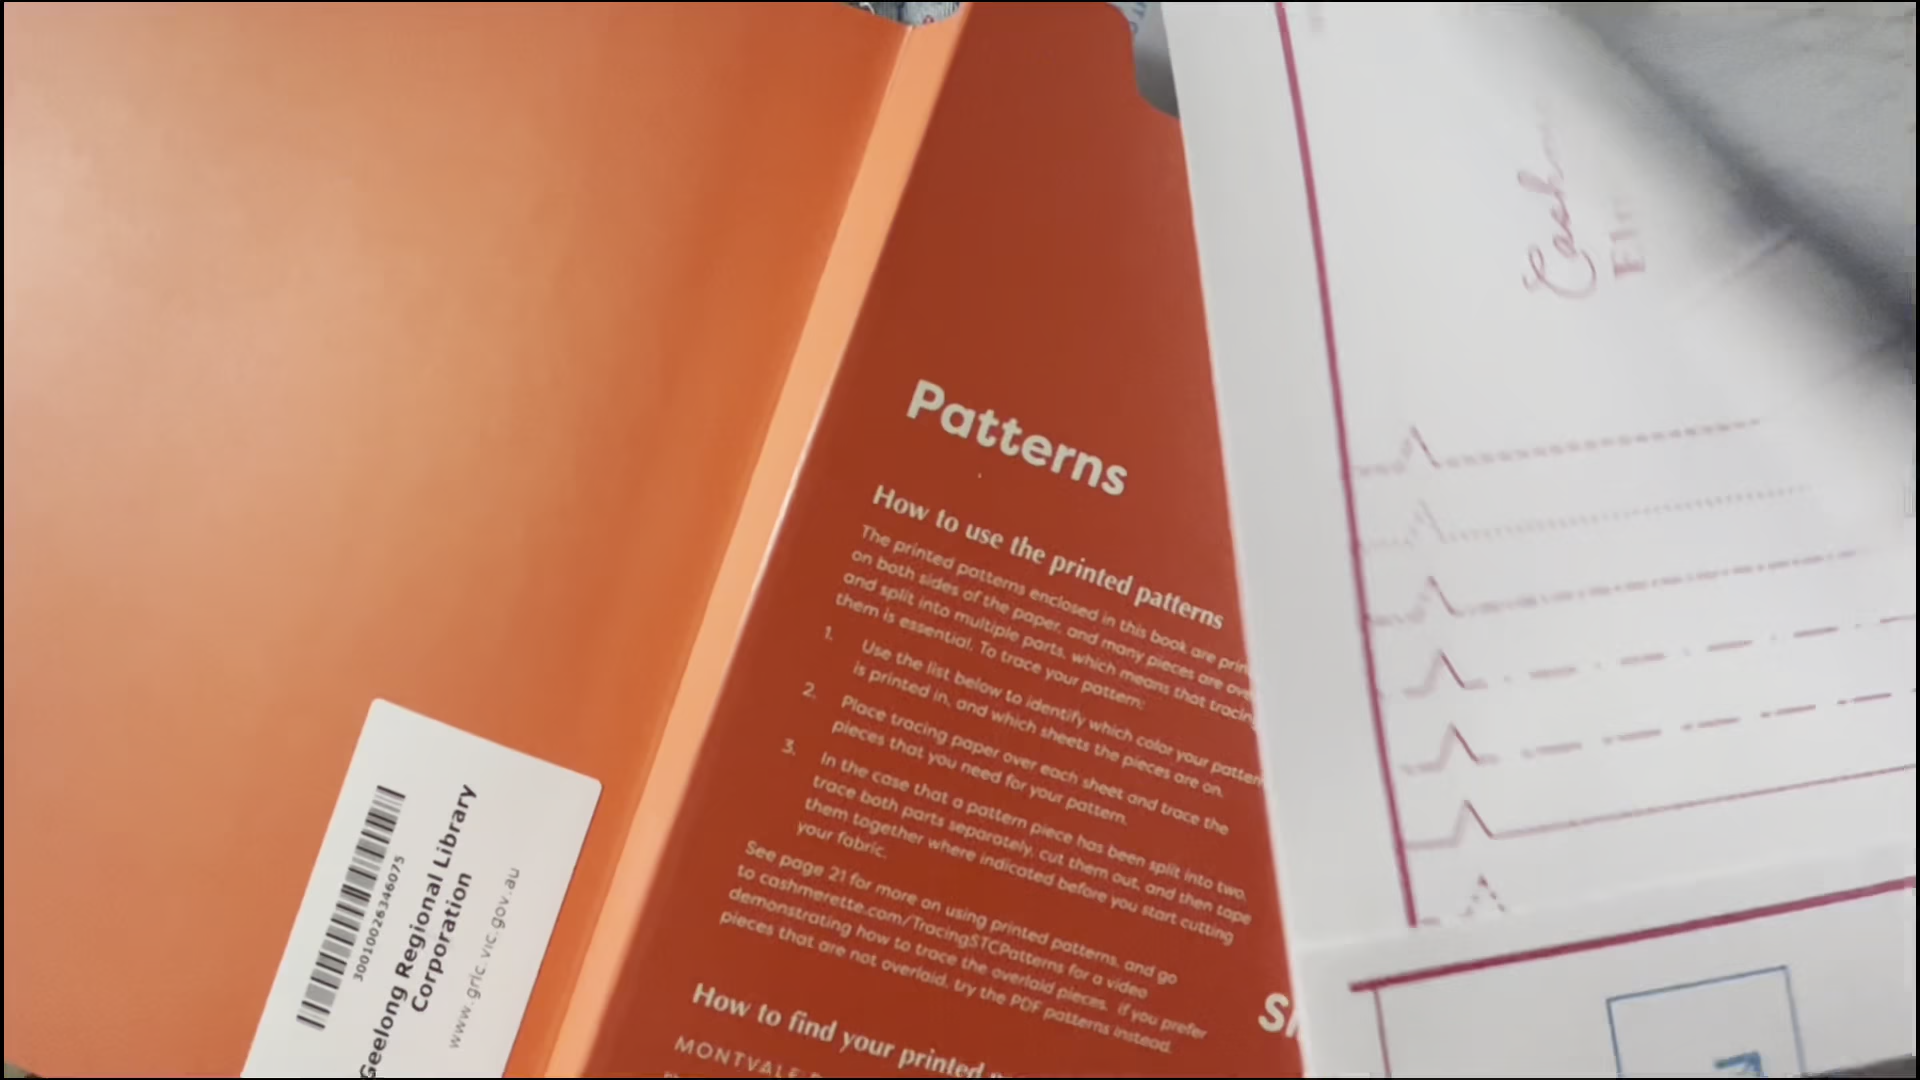 Patterns
How to use the printed patterns
The printed patterns enclosed in this book are
on both sides of the paper, and many pieces are
and split into multiple parts, which means that
them is essential. To trace your pattern:
1. Use the list below to identify which color your
is printed in, and which sheets the pieces are on.
2. Place tracing paper over each sheet and trace the
pieces that you need for your pattern.
3. In the case that a pattern piece has been split into two,
trace both parts separately, cut them out, and then tape
them together where indicated before you start cutting
your fabric.
See page 21 for more on using printed patterns, and go
to cashmerette.com/TracingSTCPatterns for a video
demonstrating how to trace the overlaid pieces. If you prefer
pieces that are not overlaid, try the PDF patterns instead.
How to find your printed
MONTVALE
30010026346075
Geelong Regional Library
Corporation
www.grlc.vic.gov.au
Cash